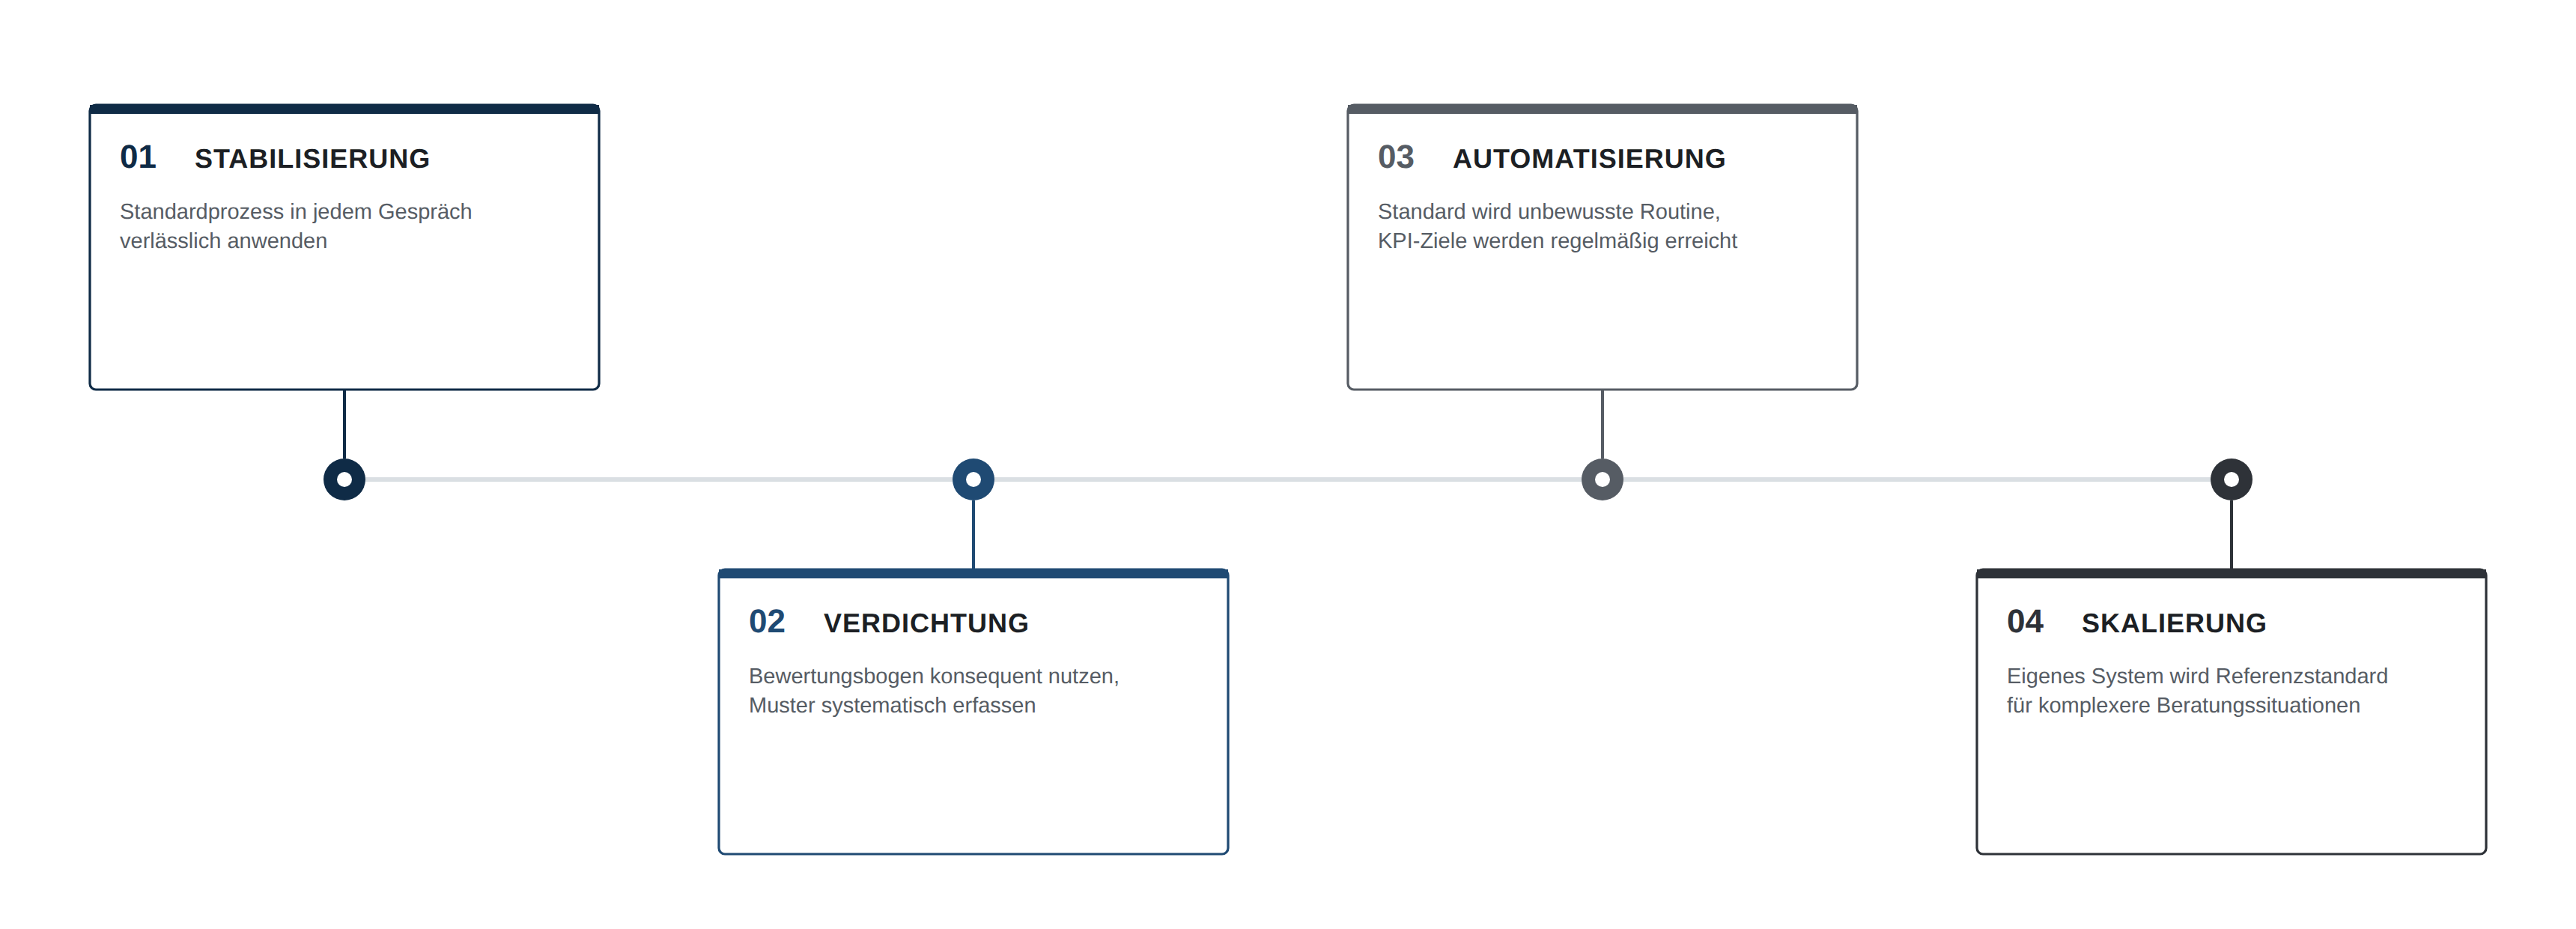 01 STABILISIERUNG
Standardprozess in jedem Gespräch
verlässlich anwenden
02 VERDICHTUNG
Bewertungsbogen konsequent nutzen,
Muster systematisch erfassen
03 AUTOMATISIERUNG
Standard wird unbewusste Routine,
KPI-Ziele werden regelmäßig erreicht
04 SKALIERUNG
Eigenes System wird Referenzstandard
für komplexere Beratungssituationen